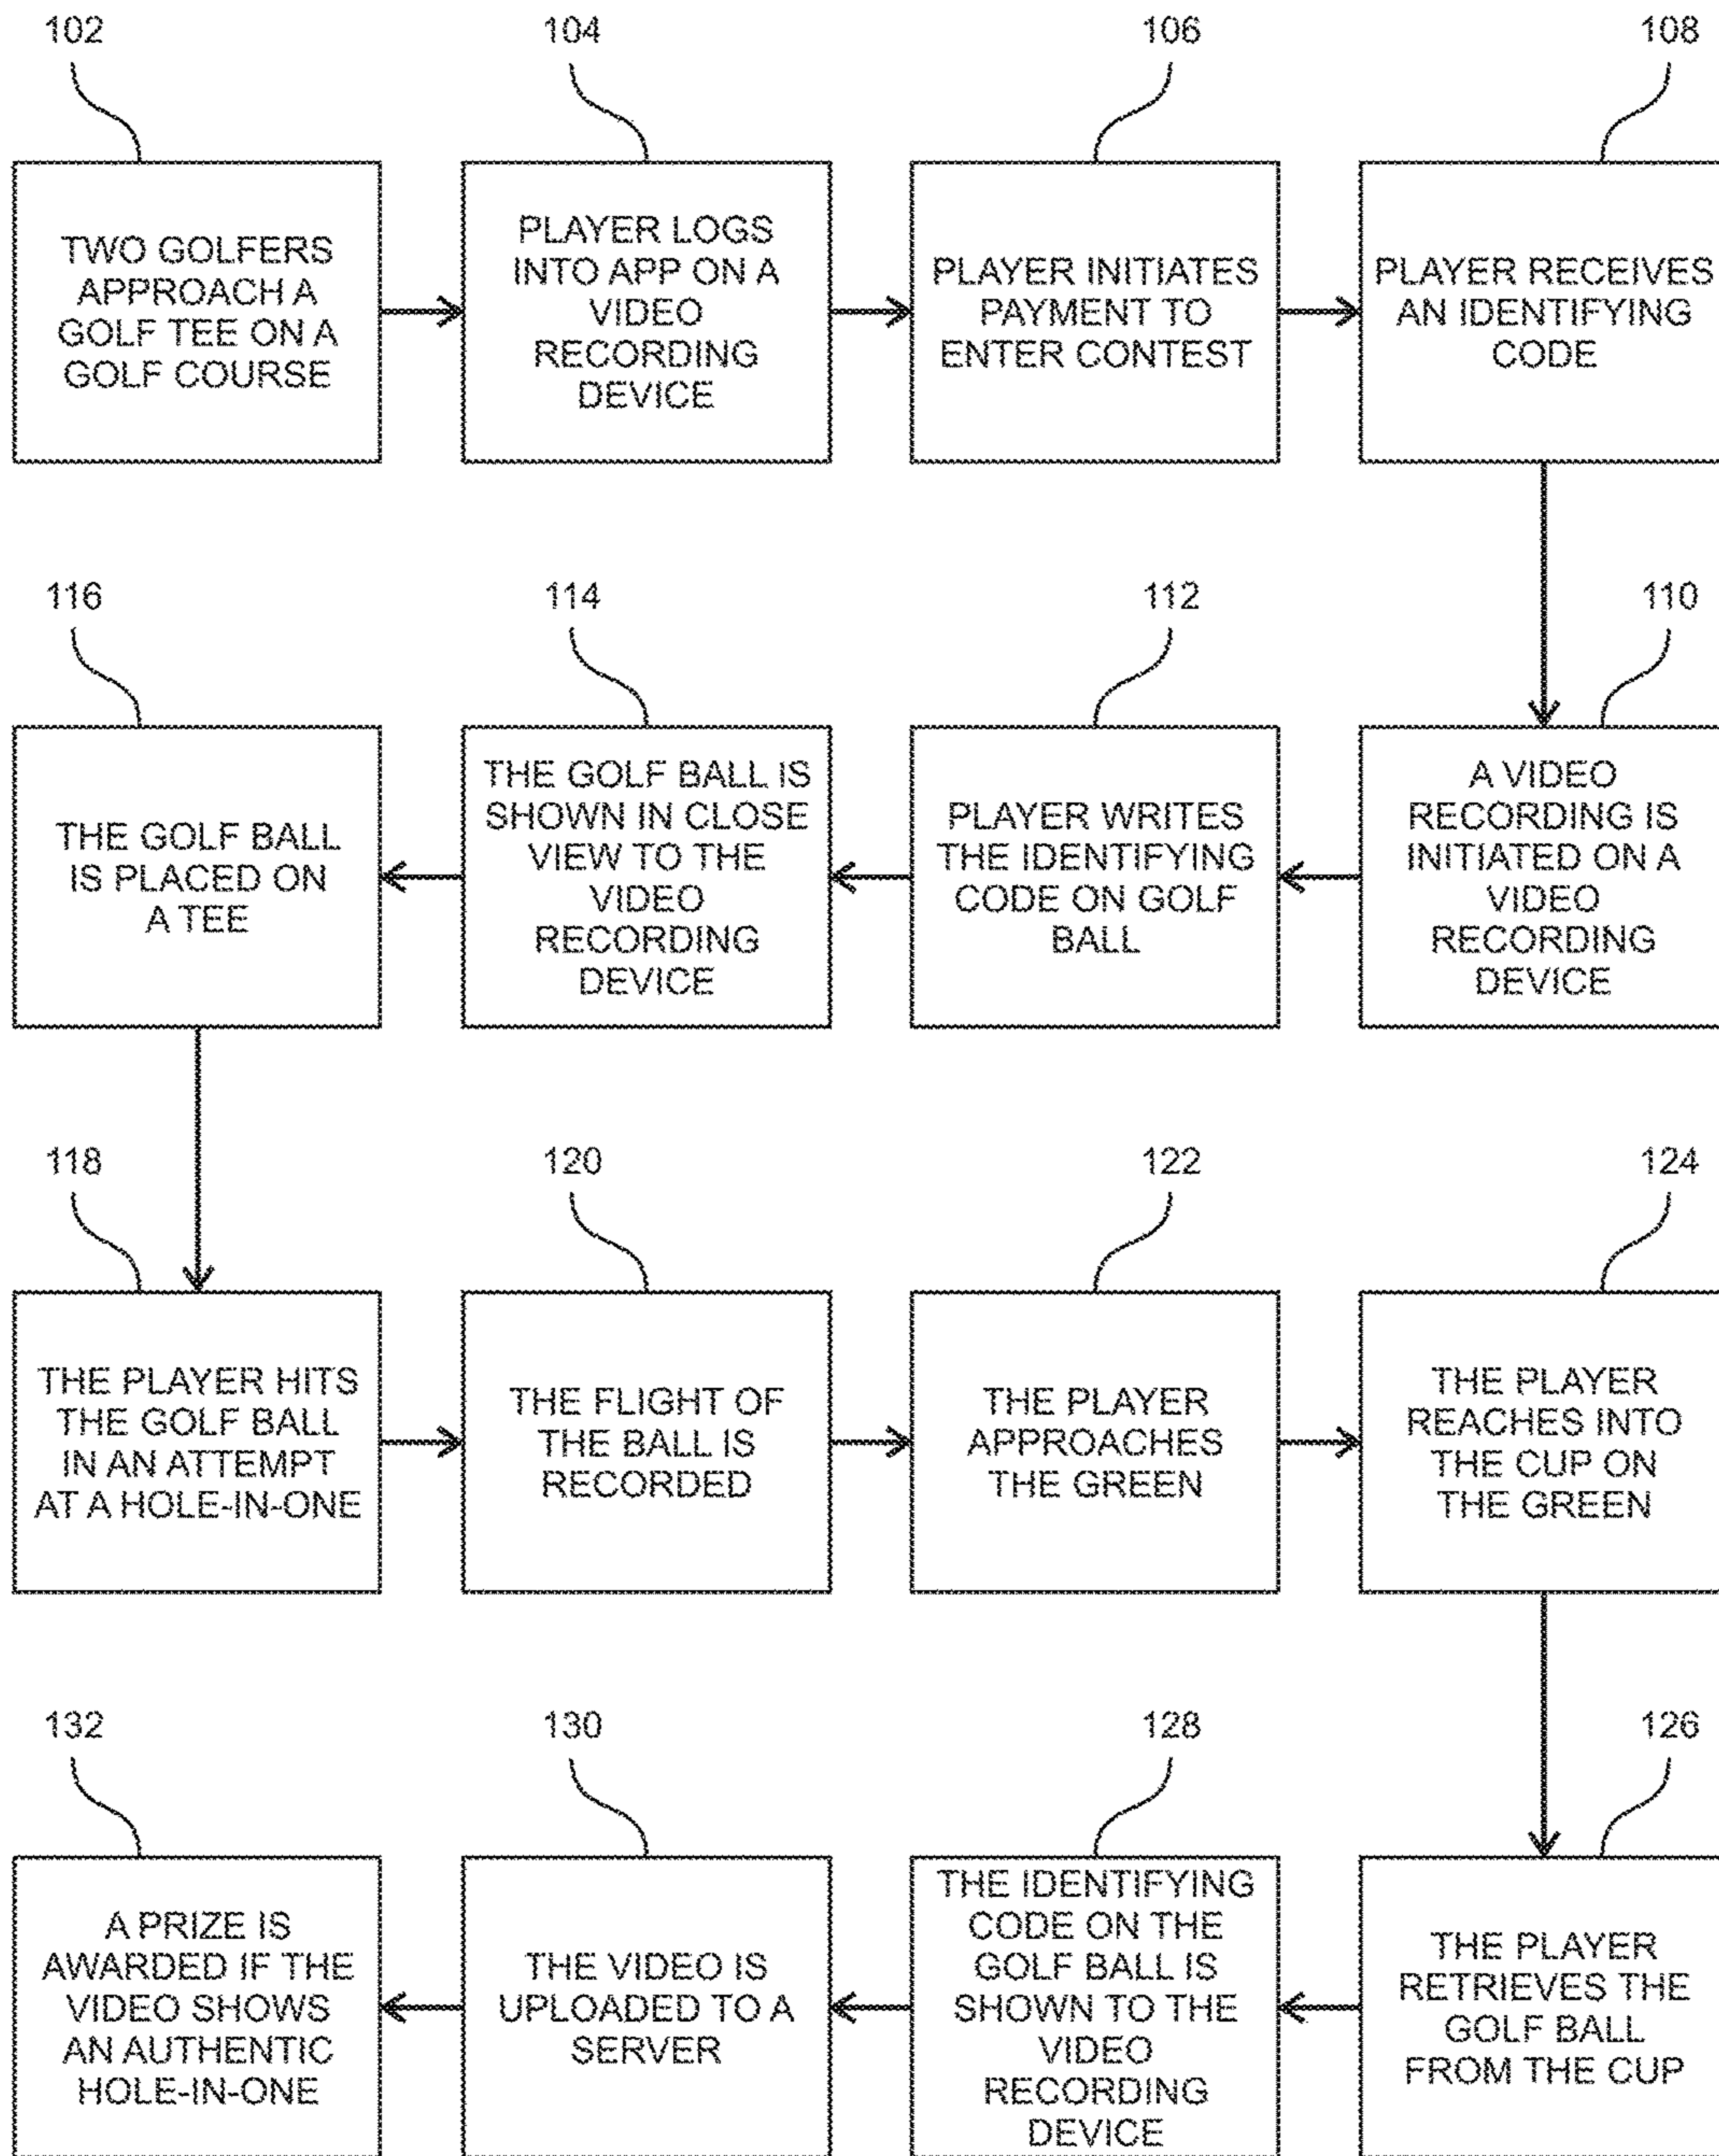 102
104
106
108
TWO GOLFERS
APPROACH A
GOLF TEE ON A
GOLF COURSE
PLAYER LOGS
INTO APP ON A
VIDEO
RECORDING
DEVICE
PLAYER INITIATES
PAYMENT TO
ENTER CONTEST
PLAYER RECEIVES
AN IDENTIFYING
CODE
116
114
112
110
THE GOLF BALL
IS PLACED ON
A TEE
THE GOLF BALL IS
SHOWN IN CLOSE
VIEW TO THE
VIDEO
RECORDING
DEVICE
PLAYER WRITES
THE IDENTIFYING
CODE ON GOLF
BALL
A VIDEO
RECORDING IS
INITIATED ON A
VIDEO
RECORDING
DEVICE
118
120
122
124
THE PLAYER HITS
THE GOLF BALL
IN AN ATTEMPT
AT A HOLE-IN-ONE
THE FLIGHT OF
THE BALL IS
RECORDED
THE PLAYER
APPROACHES
THE GREEN
THE PLAYER
REACHES INTO
THE CUP ON
THE GREEN
132
130
128
126
A PRIZE IS
AWARDED IF THE
VIDEO SHOWS
AN AUTHENTIC
HOLE-IN-ONE
THE VIDEO IS
UPLOADED TO A
SERVER
THE IDENTIFYING
CODE ON THE
GOLF BALL IS
SHOWN TO THE
VIDEO
RECORDING
DEVICE
THE PLAYER
RETRIEVES THE
GOLF BALL
FROM THE CUP